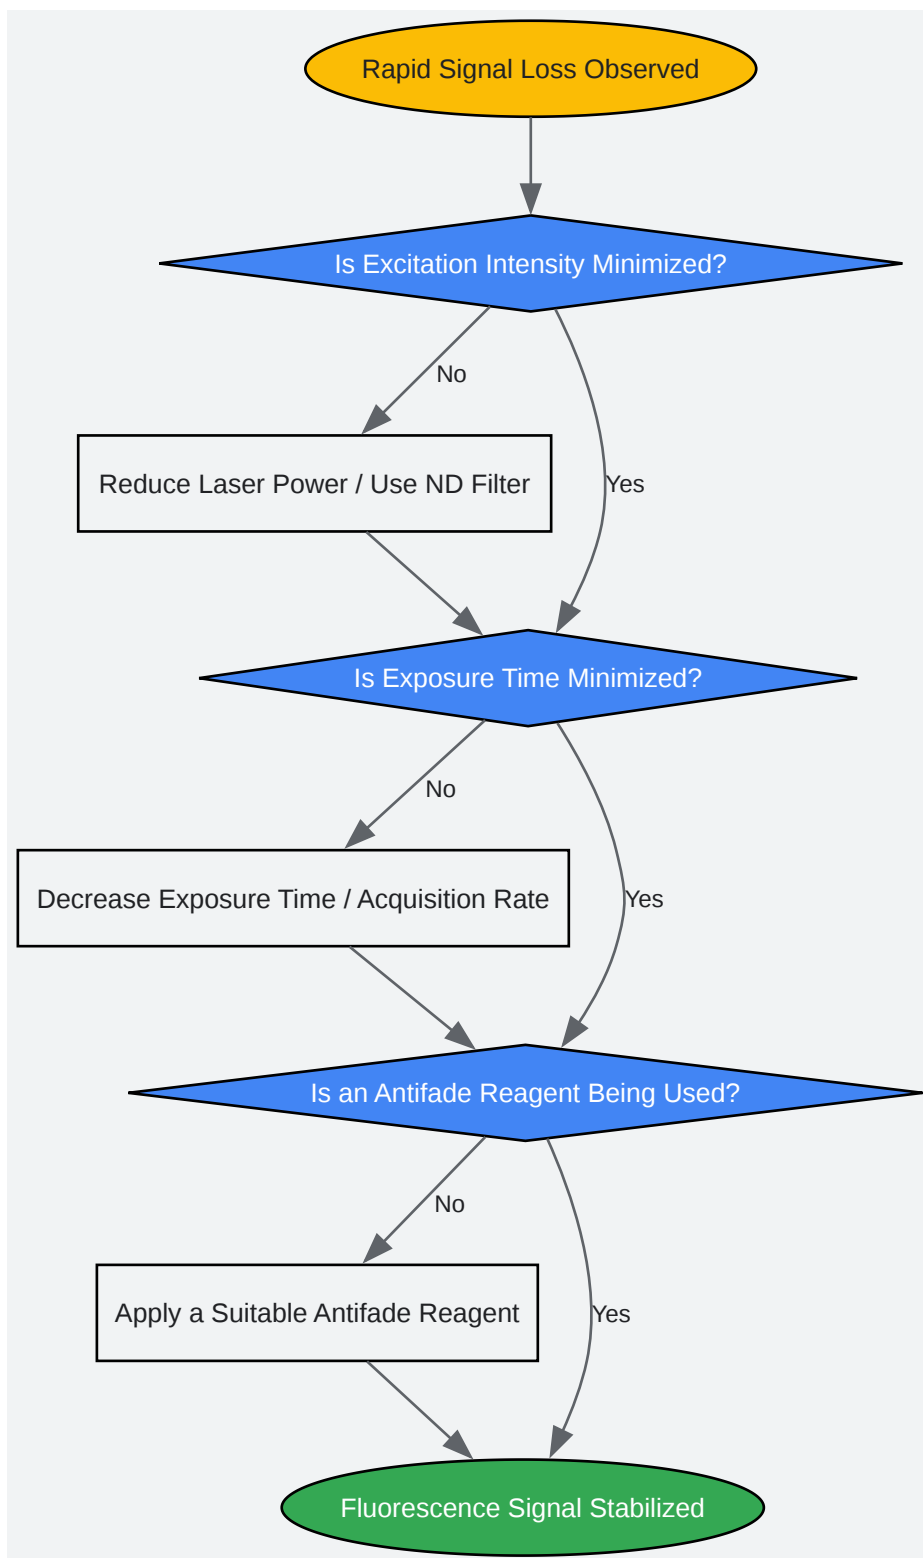 Rapid Signal Loss Observed
Is Excitation Intensity Minimized?
No
Reduce Laser Power / Use ND Filter
Yes
Is Exposure Time Minimized?
No
Decrease Exposure Time / Acquisition Rate
Yes
Is an Antifade Reagent Being Used?
No
Apply a Suitable Antifade Reagent
Yes
Fluorescence Signal Stabilized